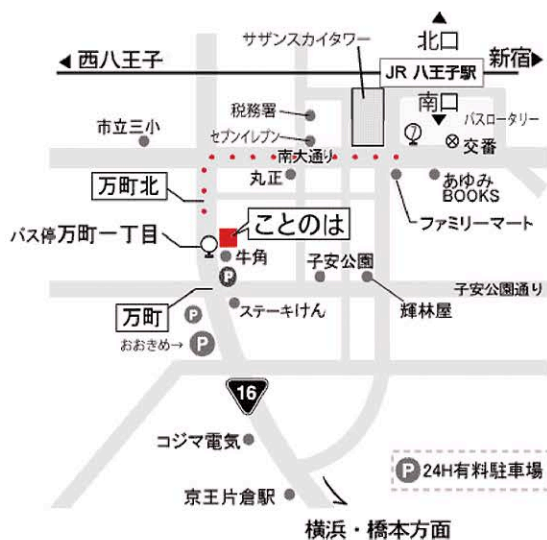 サザンスカイタワー
北口
西八王子
新宿
JR 八王子駅
税務署
南口
バスロータリー
7
市立三小
セブンイレブン
交番
南大通り
万町北
丸正
あゆみ
BOOKS
ファミリーマート
ことのは
バス停万町一丁目
牛角
子安公園
P
子安公園通り
万町
ステーキけん
輝林屋
P
おおきめ→
P
16
コジマ電気
P 24H有料駐車場
京王片倉駅
横浜・橋本方面